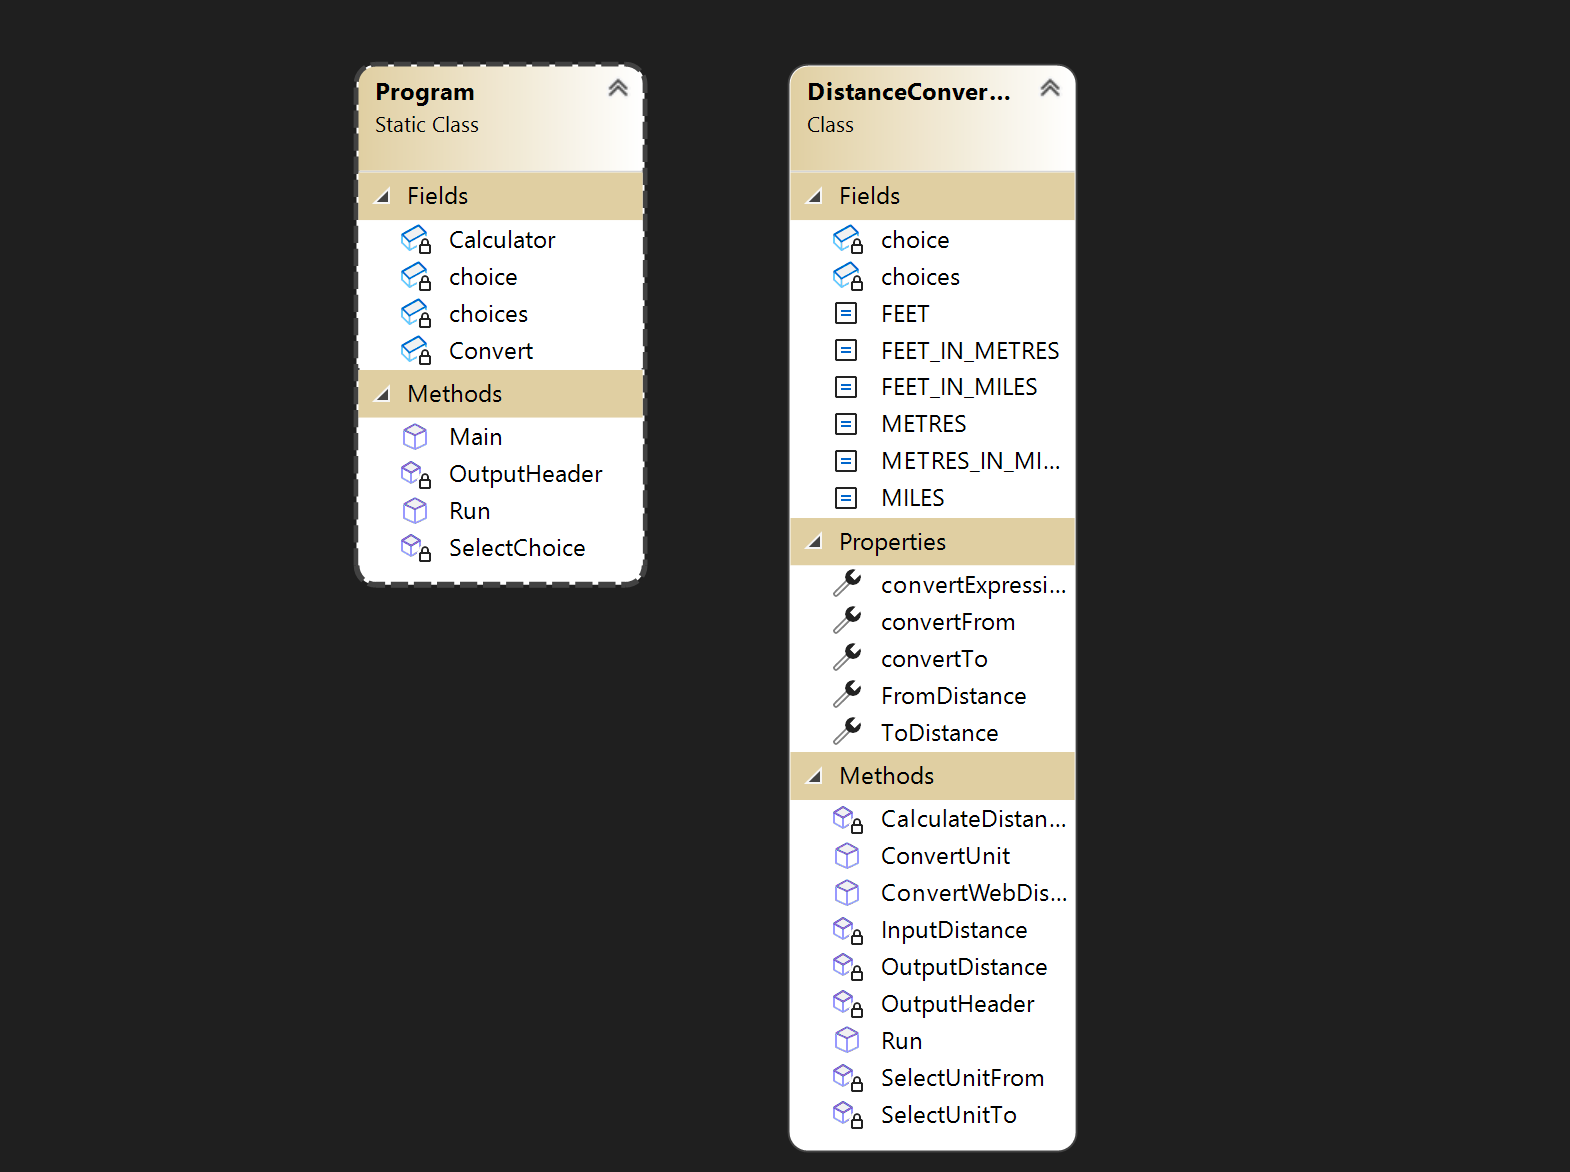 Program
Static Class
Fields
Calculator
choice
choices
Convert
Methods
Main
OutputHeader
Run
SelectChoice
DistanceConver...
Class
Fields
choice
choices
FEET
FEET_IN_METRES
FEET_IN_MILES
METRES
METRES_IN_MI...
MILES
Properties
convertExpressi...
convertFrom
convertTo
FromDistance
ToDistance
Methods
CalculateDistan...
ConvertUnit
ConvertWebDis...
InputDistance
OutputDistance
OutputHeader
Run
SelectUnitFrom
SelectUnitTo